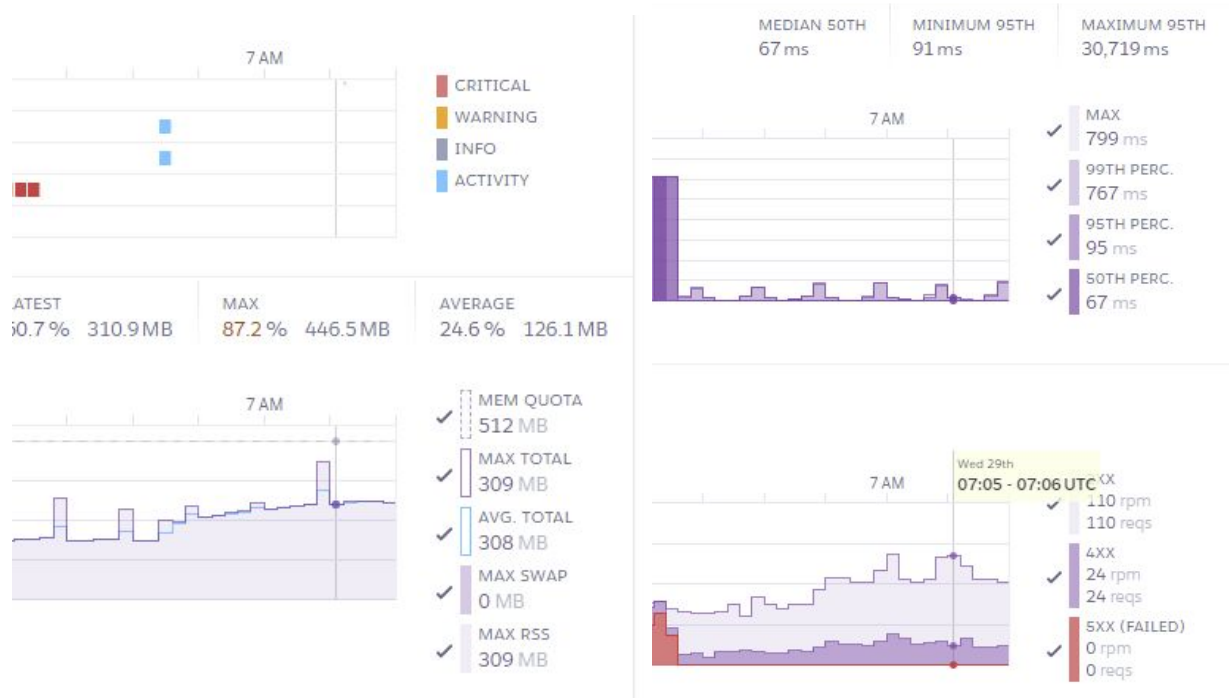 7 AM
CRITICAL
WARNING
INFO
ACTIVITY
ATEST
MAX
AVERAGE
0.7 % 310.9 MB
87.2 % 446.5 MB
24.6 % 126.1 MB
7 AM
MEM QUOTA
512 MB
MAX TOTAL
309 MB
AVG. TOTAL
308 MB
MAX SWAP
0 MB
MAX RSS
309 MB
MEDIAN 50TH
67 ms
MINIMUM 95TH
91 ms
MAXIMUM 95TH
30,719 ms
7 AM
MAX
799 ms
99TH PERC.
767 ms
95TH PERC.
95 ms
50TH PERC.
67 ms
7 AM
Wed 29th
07:05 - 07:06 UTC
XX
110 rpm
110 reqs
4XX
24 rpm
24 reqs
5XX (FAILED)
0 rpm
0 reqs